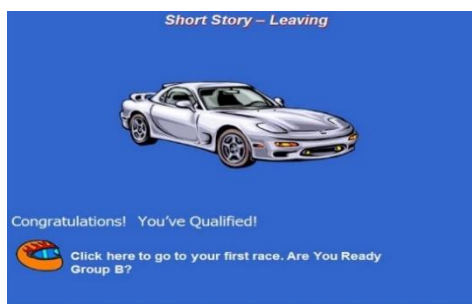 Short Story – Leaving
Congratulations! You've Qualified!
Click here to go to your first race. Are You Ready
Group B?